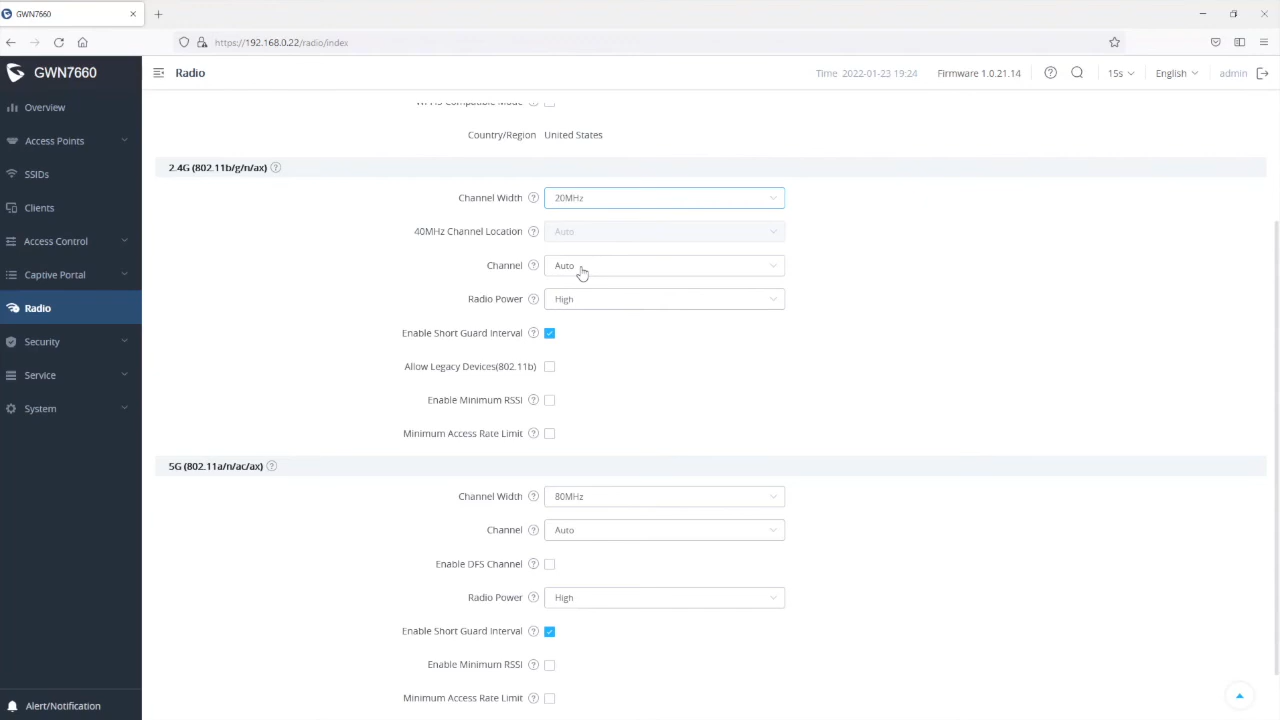 GWN7660
https://192.168.0.22/radio/index
GWN7660
Radio
Time 2022-01-23 19:24
Firmware 1.0.21.14
15s
English
admin
Overview
Access Points
SSIDs
Clients
Access Control
Captive Portal
Radio
Security
Service
System
Alert/Notification
Country/Region United States
2.4G (802.11b/g/n/ax)
Channel Width 20MHz
40MHz Channel Location Auto
Channel Auto
Radio Power High
Enable Short Guard Interval
Allow Legacy Devices(802.11b)
Enable Minimum RSSI
Minimum Access Rate Limit
5G (802.11a/n/ac/ax)
Channel Width 80MHz
Channel Auto
Enable DFS Channel
Radio Power High
Enable Short Guard Interval
Enable Minimum RSSI
Minimum Access Rate Limit